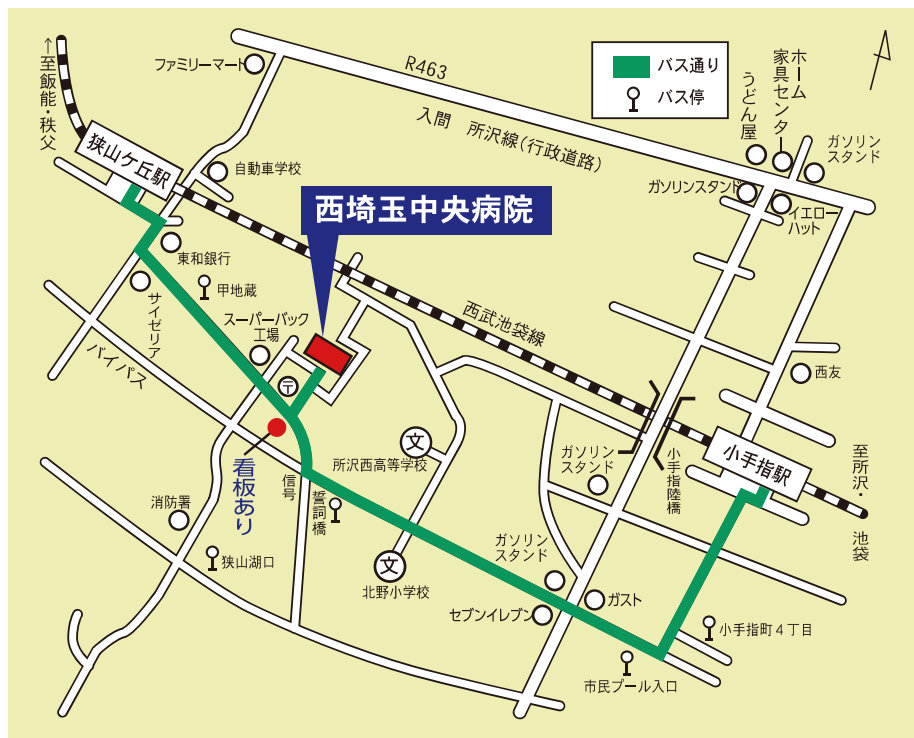 ↑至飯能・秩父
ファミリーマート
R463
入間 所沢線(行政道路)
バス通り
バス停
ホーム
家具センター
うどん屋
ガソリン
スタンド
ガソリンスタンド
イエロー
ハット
狭山ケ丘駅
自動車学校
西埼玉中央病院
東和銀行
甲地蔵
サイゼリア
スーパーバック
工場
バイパス
〒
西武池袋線
西友
文
所沢西高等学校
看板あり
信号
誓詞橋
ガソリン
スタンド
小手指陸橋
小手指駅
至所沢・池袋
消防署
狭山湖口
文
北野小学校
ガソリン
スタンド
セブンイレブン
ガスト
小手指町4丁目
市民プール入口